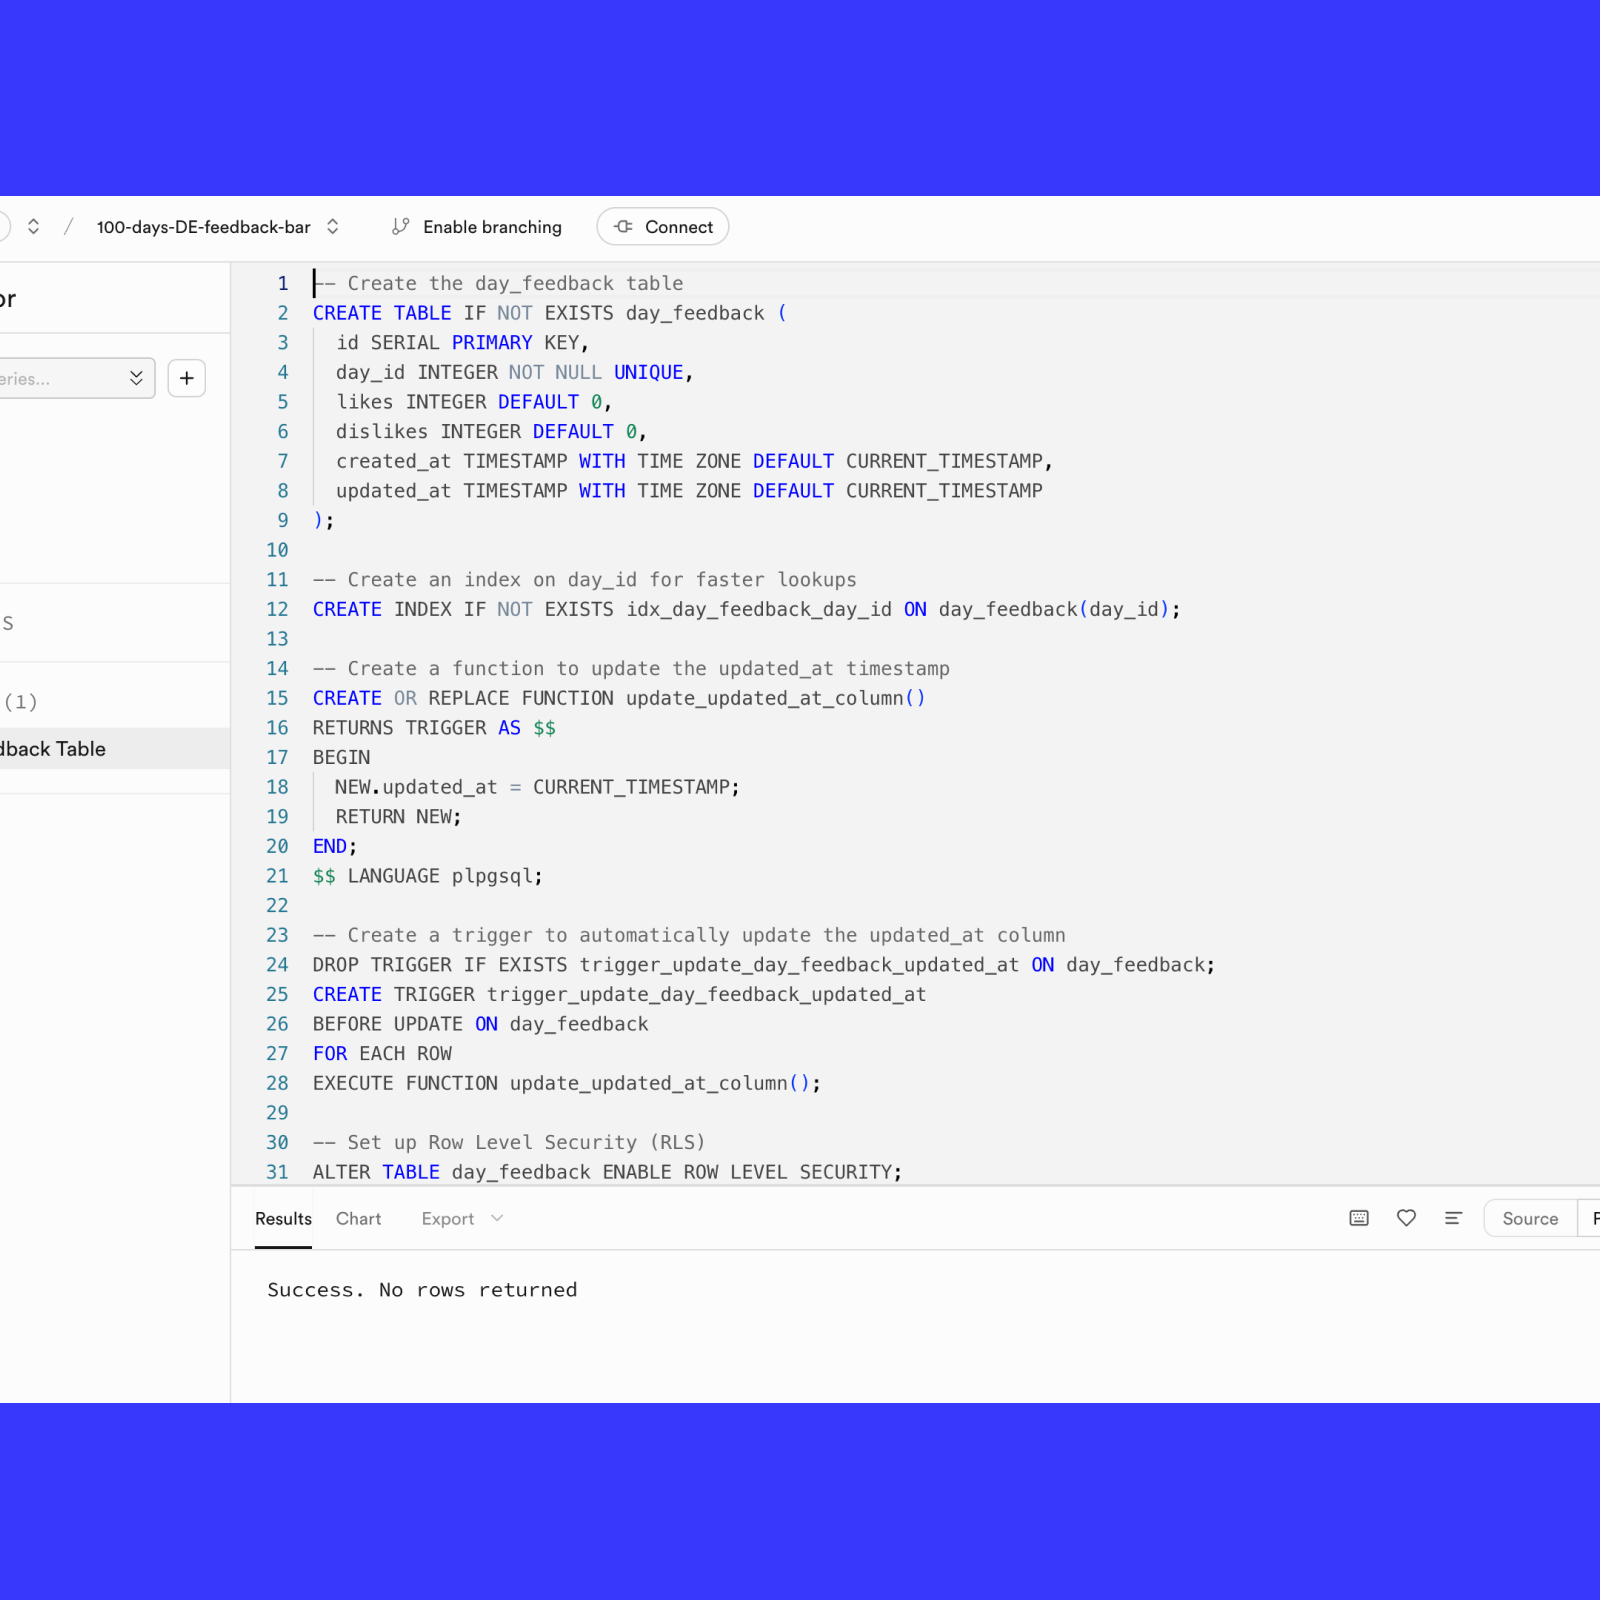 / 100-days-DE-feedback-bar Enable branching Connect
or
eries... +
S
(1)
dback Table
1 -- Create the day_feedback table
2 CREATE TABLE IF NOT EXISTS day_feedback (
3 id SERIAL PRIMARY KEY,
4 day_id INTEGER NOT NULL UNIQUE,
5 likes INTEGER DEFAULT 0,
6 dislikes INTEGER DEFAULT 0,
7 created_at TIMESTAMP WITH TIME ZONE DEFAULT CURRENT_TIMESTAMP,
8 updated_at TIMESTAMP WITH TIME ZONE DEFAULT CURRENT_TIMESTAMP
9 );
10
11 -- Create an index on day_id for faster lookups
12 CREATE INDEX IF NOT EXISTS idx_day_feedback_day_id ON day_feedback(day_id);
13
14 -- Create a function to update the updated_at timestamp
15 CREATE OR REPLACE FUNCTION update_updated_at_column()
16 RETURNS TRIGGER AS $$
17 BEGIN
18 NEW.updated_at = CURRENT_TIMESTAMP;
19 RETURN NEW;
20 END;
21 $$ LANGUAGE plpgsql;
22
23 -- Create a trigger to automatically update the updated_at column
24 DROP TRIGGER IF EXISTS trigger_update_day_feedback_updated_at ON day_feedback;
25 CREATE TRIGGER trigger_update_day_feedback_updated_at
26 BEFORE UPDATE ON day_feedback
27 FOR EACH ROW
28 EXECUTE FUNCTION update_updated_at_column();
29
30 -- Set up Row Level Security (RLS)
31 ALTER TABLE day_feedback ENABLE ROW LEVEL SECURITY;
Results Chart Export Source
Success. No rows returned